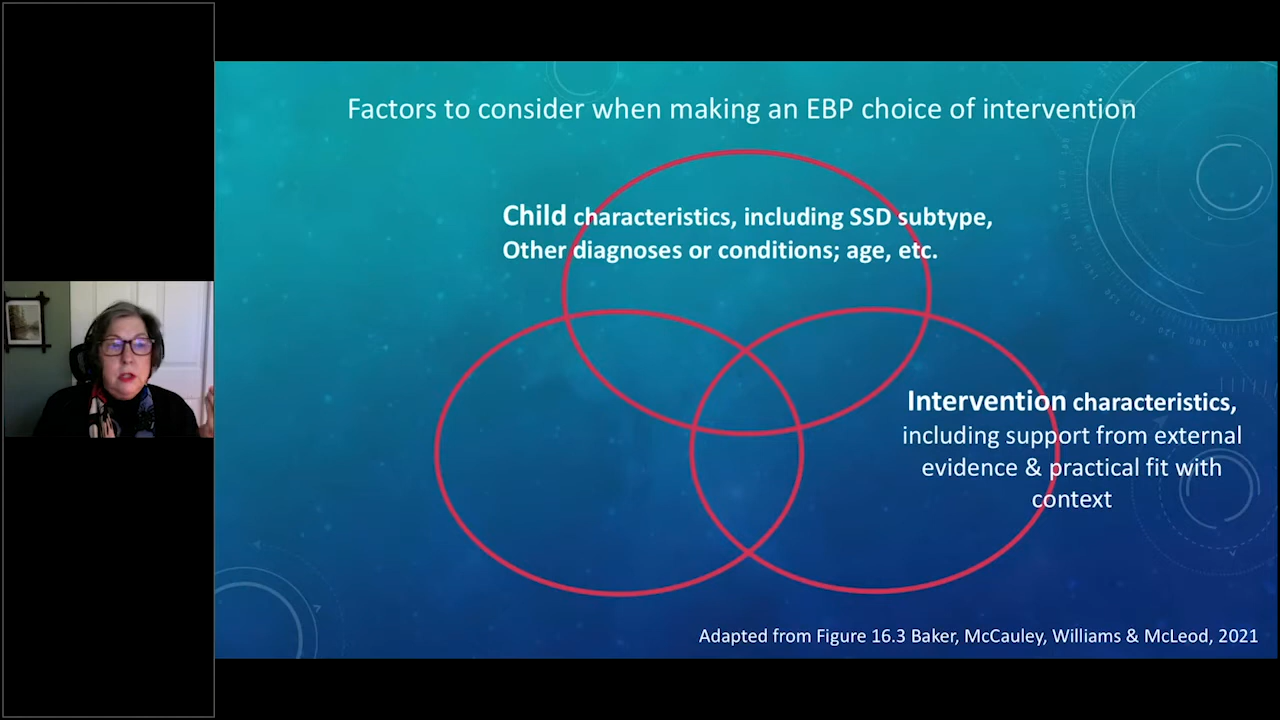 Factors to consider when making an EBP choice of intervention
Child characteristics, including SSD subtype,
Other diagnoses or conditions; age, etc.
Intervention characteristics,
including support from external
evidence & practical fit with
context
Adapted from Figure 16.3 Baker, McCauley, Williams & McLeod, 2021